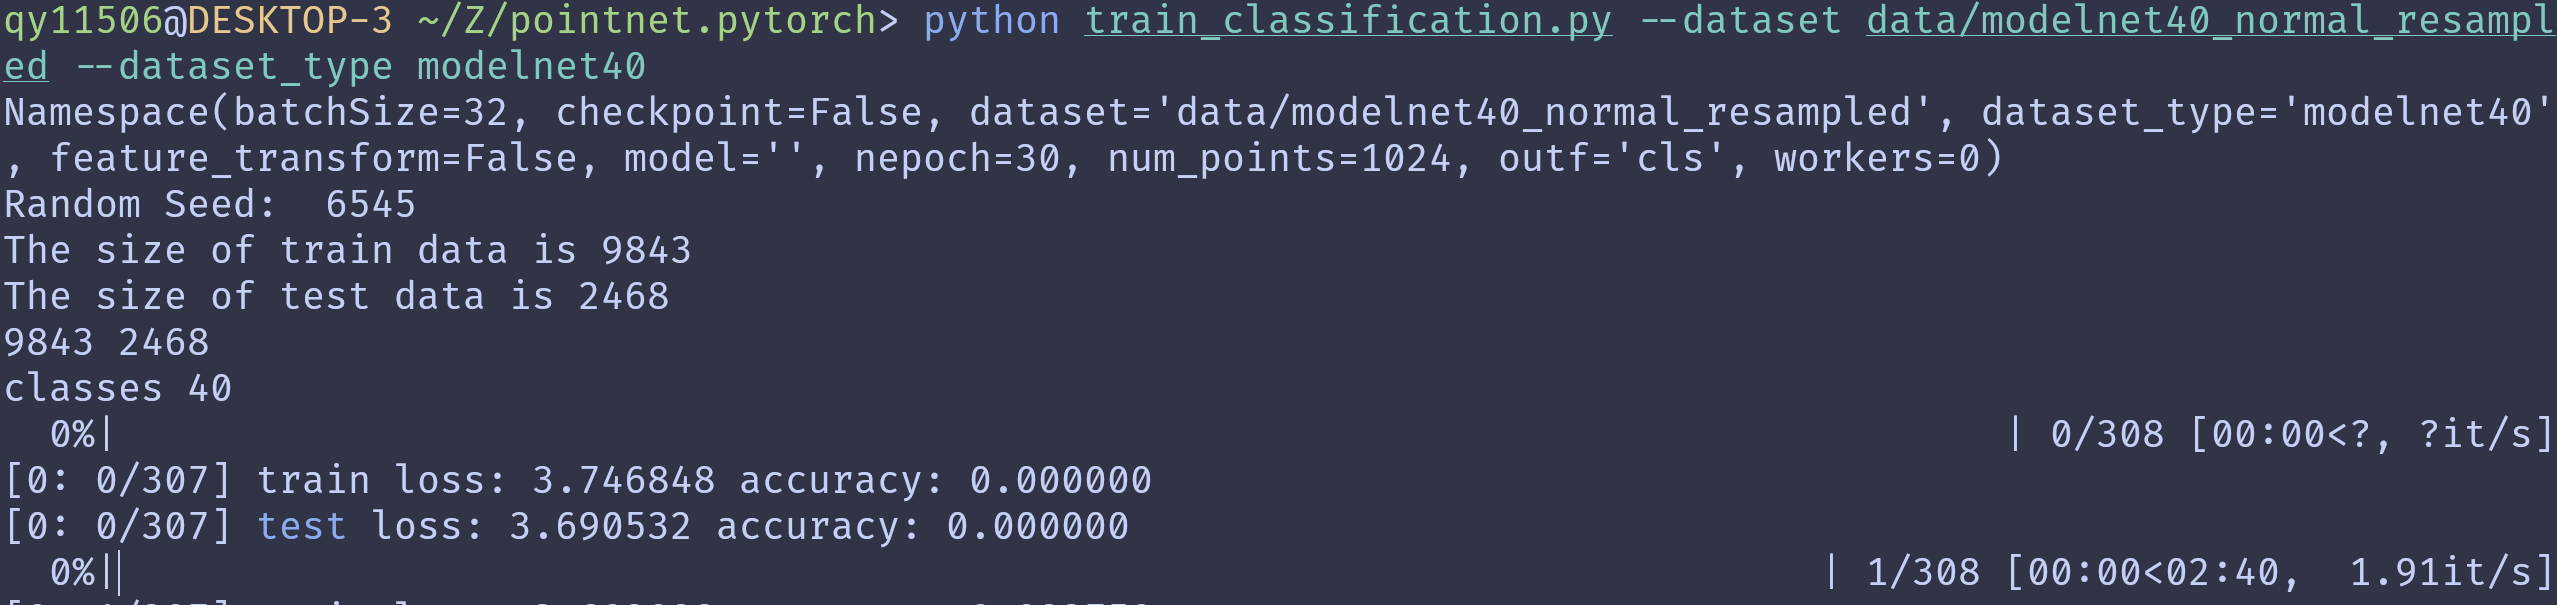 qy11506@DESKTOP-3 ~/Z/pointnet.pytorch> python train_classification.py --dataset data/modelnet40_normal_resampl
ed --dataset_type modelnet40
Namespace(batchSize=32, checkpoint=False, dataset='data/modelnet40_normal_resampled', dataset_type='modelnet40'
, feature_transform=False, model='', nepoch=30, num_points=1024, outf='cls', workers=0)
Random Seed:  6545
The size of train data is 9843
The size of test data is 2468
9843 2468
classes 40
  0%| | 0/308 [00:00<?, ?it/s]
[0: 0/307] train loss: 3.746848 accuracy: 0.000000
[0: 0/307] test loss: 3.690532 accuracy: 0.000000
  0%| | 1/308 [00:00<02:40,  1.91it/s]